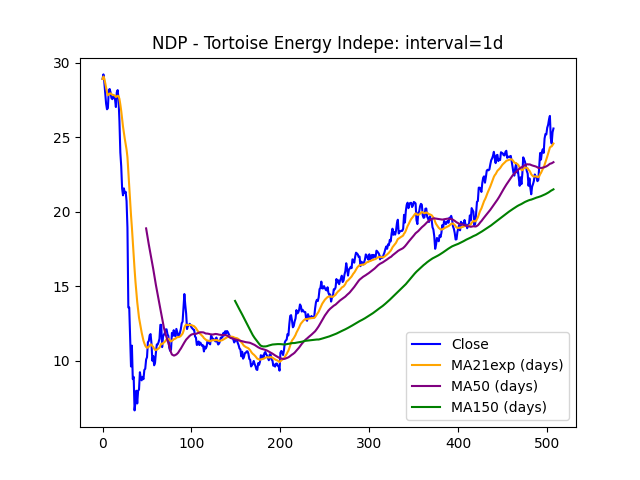 NDP - Tortoise Energy Indepe: interval=1d
30
25
20
15
10
0
100
200
300
400
500
Close
MA21exp (days)
MA50 (days)
MA150 (days)